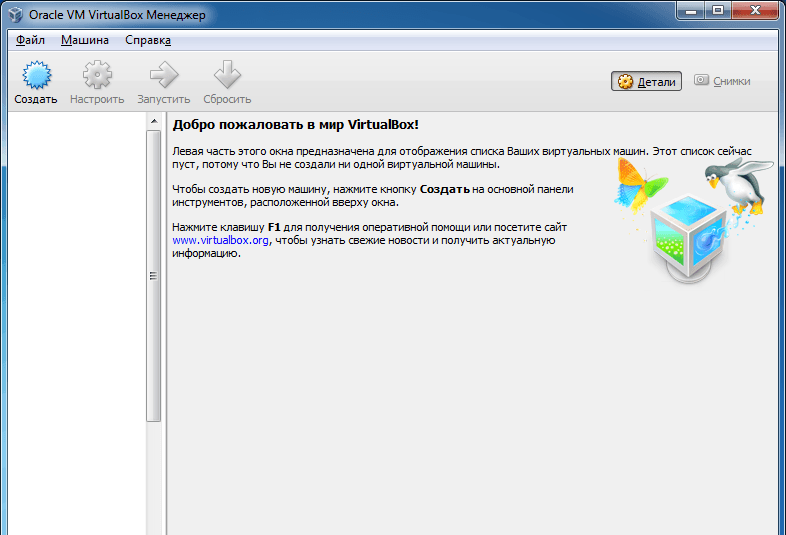 Oracle VM VirtualBox Менеджер
Файл Машина Справка
Создать Настроить Запустить Сбросить Детали Снимки
Добро пожаловать в мир VirtualBox!
Левая часть этого окна предназначена для отображения списка Ваших виртуальных машин. Этот список сейчас
пуст, потому что Вы не создали ни одной виртуальной машины.
Чтобы создать новую машину, нажмите кнопку Создать на основной панели
инструментов, расположенной вверху окна.
Нажмите клавишу F1 для получения оперативной помощи или посетите сайт
www.virtualbox.org, чтобы узнать свежие новости и получить актуальную
информацию.